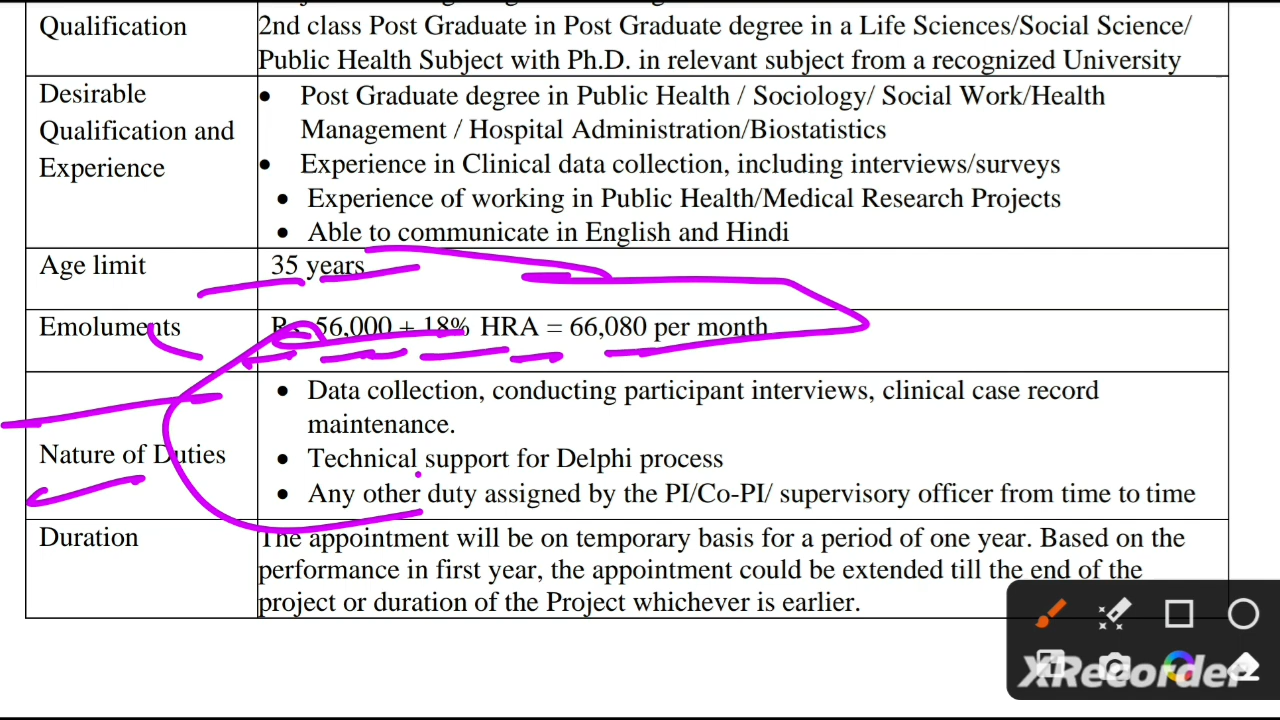 Qualification
2nd class Post Graduate in Post Graduate degree in a Life Sciences/Social Science/
Public Health Subject with Ph.D. in relevant subject from a recognized University
Desirable
Qualification and
Experience
• Post Graduate degree in Public Health / Sociology/ Social Work/Health
Management / Hospital Administration/Biostatistics
• Experience in Clinical data collection, including interviews/surveys
• Experience of working in Public Health/Medical Research Projects
• Able to communicate in English and Hindi
Age limit
35 years
Emoluments
Rs. 56,000 + 18% HRA = 66,080 per month
Nature of Duties
• Data collection, conducting participant interviews, clinical case record
maintenance.
• Technical support for Delphi process
• Any other duty assigned by the PI/Co-PI/ supervisory officer from time to time
Duration
The appointment will be on temporary basis for a period of one year. Based on the
performance in first year, the appointment could be extended till the end of the
project or duration of the Project whichever is earlier.
XRecorder